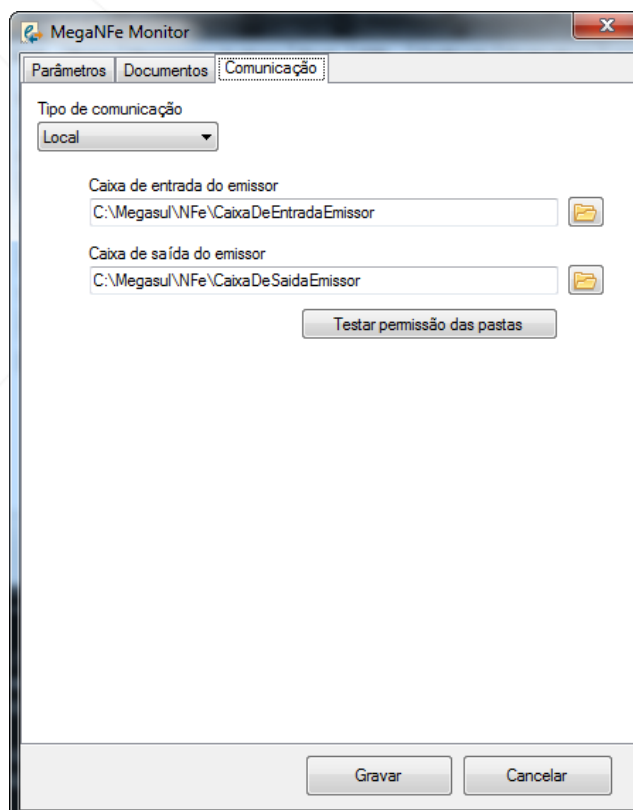 MegaNFe Monitor
Parâmetros Documentos Comunicação
Tipo de comunicação
Local
Caixa de entrada do emissor
C:\Megasul\NFe\CaixaDeEntradaEmissor
Caixa de saída do emissor
C:\Megasul\NFe\CaixaDeSaidaEmissor
Testar permissão das pastas
Gravar Cancelar